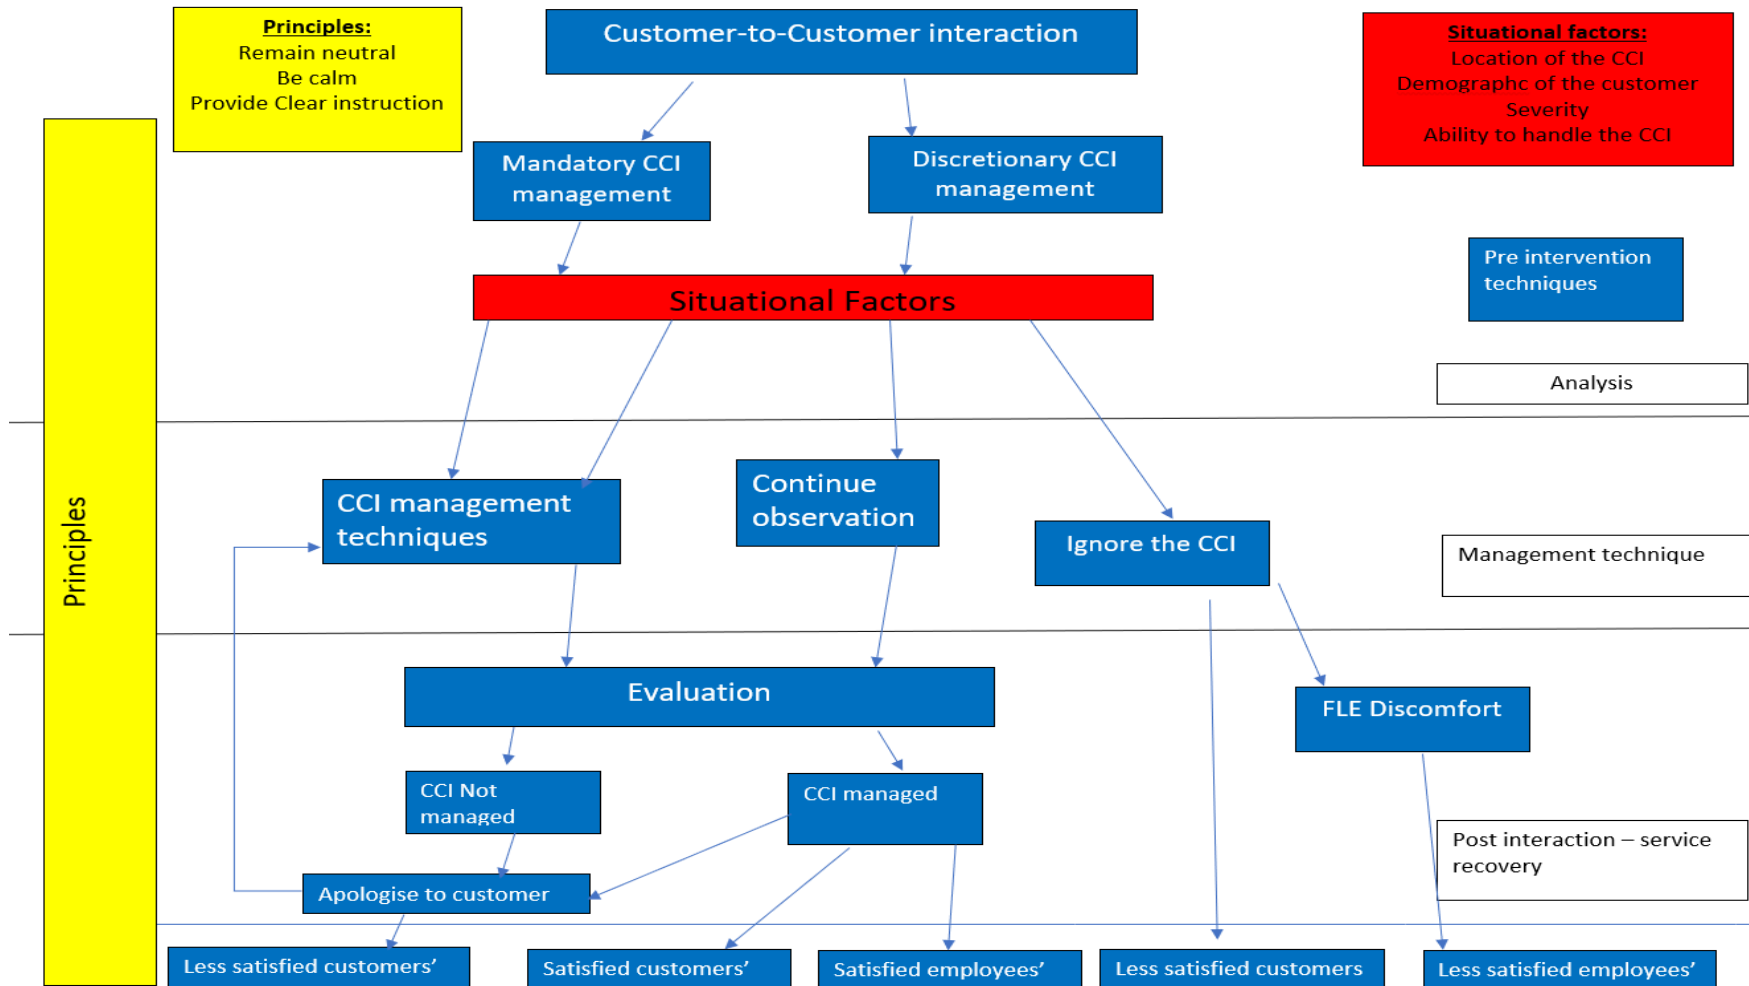 Principles:
Remain neutral
Be calm
Provide Clear instruction
Customer-to-Customer interaction
Situational factors:
Location of the CCI
Demographc of the customer
Severity
Ability to handle the CCI
Mandatory CCI
management
Discretionary CCI
management
Pre intervention
techniques
Situational Factors
Analysis
Principles
CCI management
techniques
Continue
observation
Ignore the CCI
Management technique
Evaluation
FLE Discomfort
CCI Not
managed
CCI managed
Post interaction – service
recovery
Apologise to customer
Less satisfied customers’
Satisfied customers’
Satisfied employees’
Less satisfied customers
Less satisfied employees’